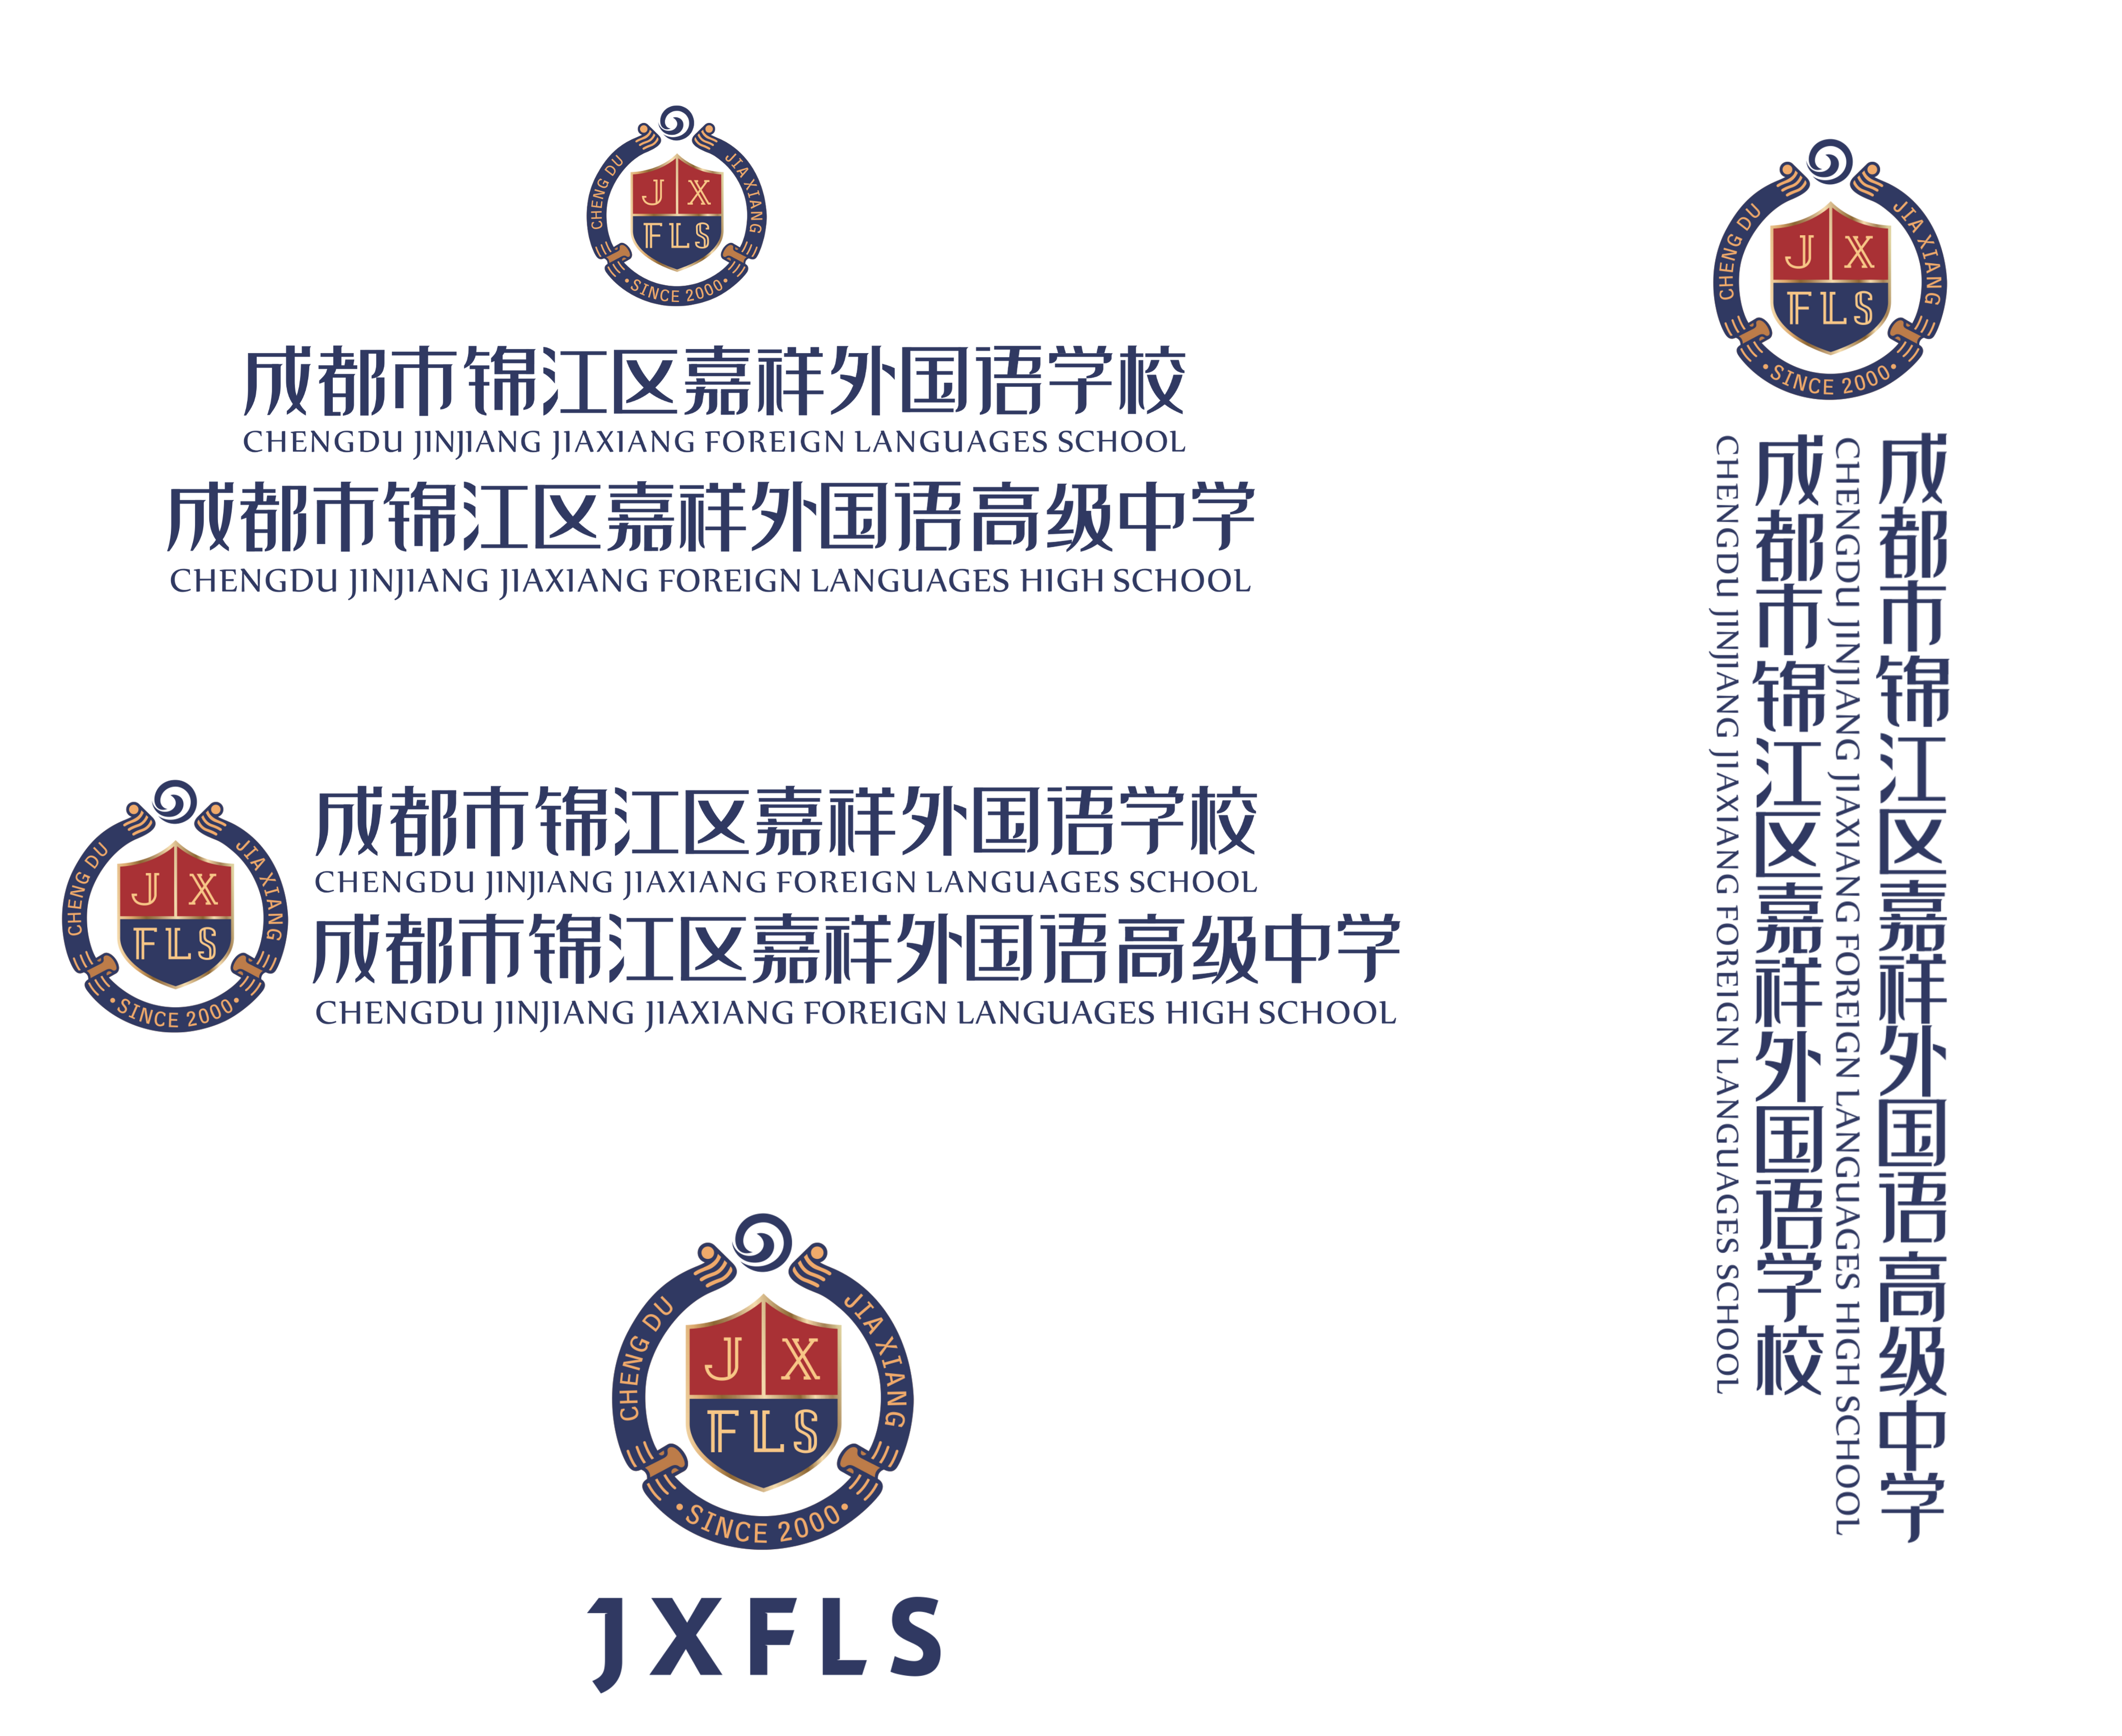 CHENG DU
JIA XIANG
J X
FLS
·SINCE 2000·
成都市锦江区嘉祥外国语学校
CHENGDU JINJIANG JIAXIANG FOREIGN LANGUAGES SCHOOL
成都市锦江区嘉祥外国语高级中学
CHENGDU JINJIANG JIAXIANG FOREIGN LANGUAGES HIGH SCHOOL
CHENG DU
JIA XIANG
J X
FLS
·SINCE 2000·
成都市锦江区嘉祥外国语学校
CHENGDU JINJIANG JIAXIANG FOREIGN LANGUAGES SCHOOL
成都市锦江区嘉祥外国语高级中学
CHENGDU JINJIANG JIAXIANG FOREIGN LANGUAGES HIGH SCHOOL
CHENG DU
JIA XIANG
J X
FLS
·SINCE 2000·
JXFLS
CHENG DU
JIA XIANG
J X
FLS
·SINCE 2000·
成都市锦江区嘉祥外国语高级中学
CHENGDU JINJIANG JIAXIANG FOREIGN LANGUAGES HIGH SCHOOL
成都市锦江区嘉祥外国语学校
CHENGDU JINJIANG JIAXIANG FOREIGN LANGUAGES SCHOOL